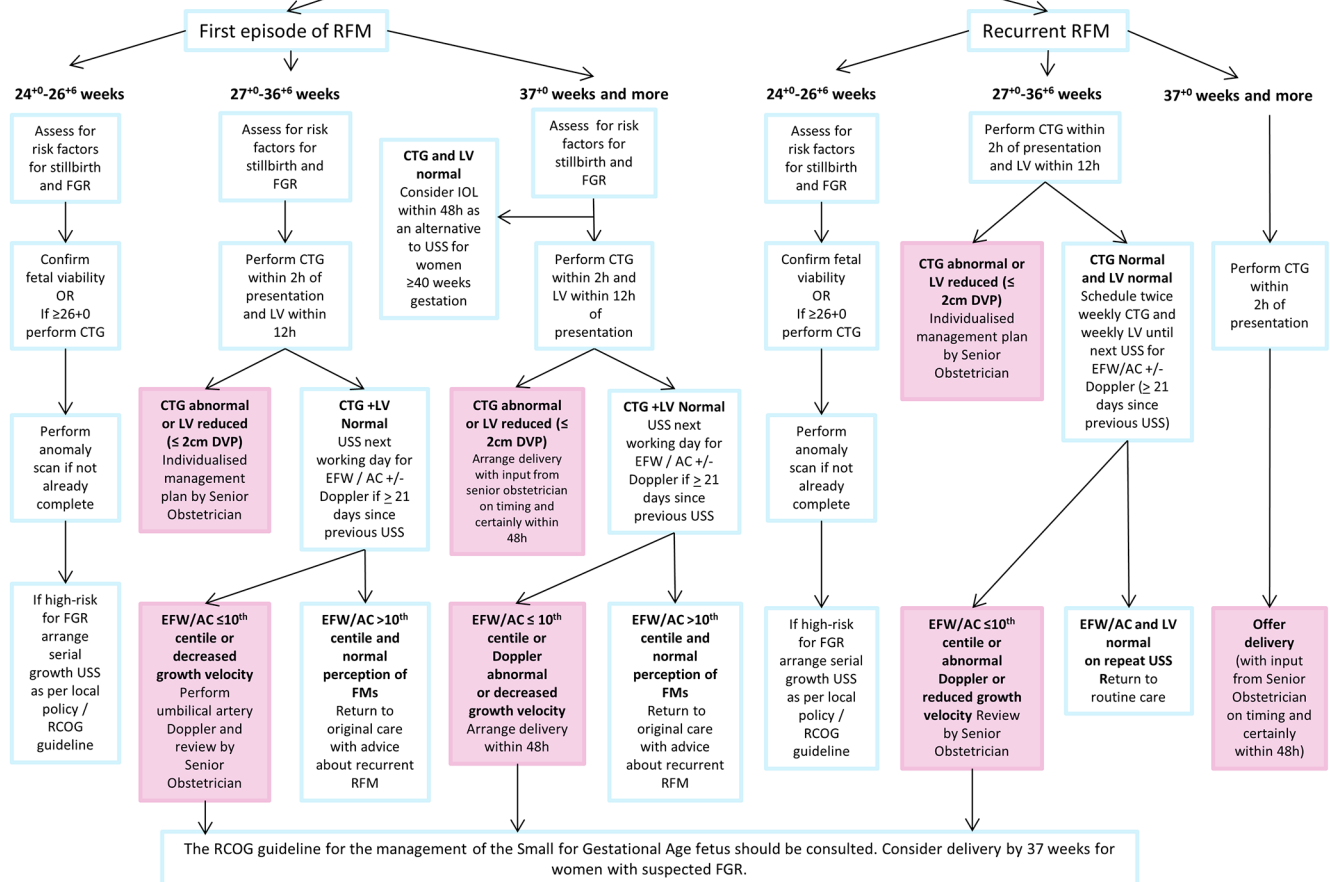 First episode of RFM
24+0-26+6 weeks
Assess for
risk factors
for stillbirth
and FGR
Confirm
fetal viability
OR
If ≥26+0
perform CTG
Perform
anomaly
scan if not
already
complete
If high-risk
for FGR
arrange
serial
growth USS
as per local
policy /
RCOG
guideline
27+0-36+6 weeks
Assess for risk
factors for
stillbirth and
FGR
Perform CTG
within 2h of
presentation
and LV within
12h
CTG abnormal
or LV reduced
(≤ 2cm DVP)
Individualised
management
plan by Senior
Obstetrician
CTG +LV
Normal
USS next
working day for
EFW / AC +/-
Doppler if ≥ 21
days since
previous USS
EFW/AC ≤10th
centile or
decreased
growth velocity
Perform
umbilical artery
Doppler and
review by
Senior
Obstetrician
EFW/AC >10th
centile and
normal
perception of
FMs
Return to
original care
with advice
about recurrent
RFM
37+0 weeks and more
Assess for risk
factors for
stillbirth and
FGR
CTG and LV
normal
Consider IOL
within 48h as
an alternative
to USS for
women
≥40 weeks
gestation
Perform CTG
within 2h and
LV within 12h
of
presentation
CTG abnormal
or LV reduced (≤
2cm DVP)
Arrange delivery
with input from
senior obstetrician
on timing and
certainly within
48h
CTG +LV Normal
USS next
working day for
EFW / AC +/-
Doppler if ≥ 21
days since
previous USS
EFW/AC ≤ 10th
centile or
Doppler
abnormal
or decreased
growth velocity
Arrange delivery
within 48h
EFW/AC >10th
centile and
normal
perception of
FMs
Return to
original care
with advice
about recurrent
RFM
Recurrent RFM
24+0-26+6 weeks
Assess for
risk factors
for stillbirth
and FGR
Confirm fetal
viability
OR
If ≥26+0
perform CTG
Perform
anomaly
scan if not
already
complete
If high-risk
for FGR
arrange serial
growth USS
as per local
policy /
RCOG
guideline
27+0-36+6 weeks
Perform CTG within
2h of presentation
and LV within 12h
CTG abnormal or
LV reduced (≤
2cm DVP)
Individualised
management plan
by Senior
Obstetrician
CTG Normal
and LV normal
Schedule twice
weekly CTG and
weekly LV until
next USS for
EFW/AC +/-
Doppler (≥ 21
days since
previous USS)
EFW/AC ≤10th
centile or
abnormal
Doppler or
reduced growth
velocity Review
by Senior
Obstetrician
EFW/AC and LV
normal
on repeat USS
Return to
routine care
37+0 weeks and more
Perform CTG
within
2h of
presentation
Offer
delivery
(with input
from Senior
Obstetrician
on timing and
certainly
within 48h)
The RCOG guideline for the management of the Small for Gestational Age fetus should be consulted. Consider delivery by 37 weeks for
women with suspected FGR.